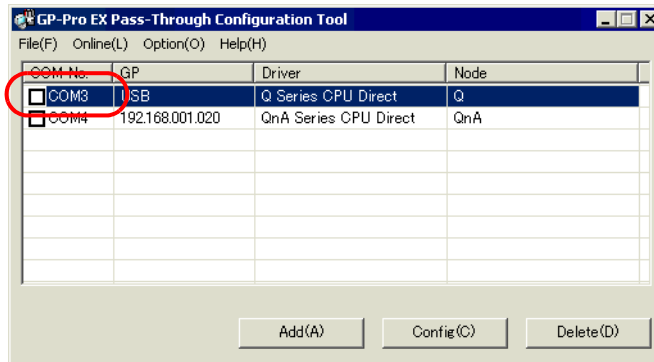 GP-Pro EX Pass-Through Configuration Tool
File(F) Online(L) Option(O) Help(H)
COM No. GP Driver Node
COM3 USB Q Series CPU Direct Q
COM4 192.168.001.020 QnA Series CPU Direct QnA
Add(A) Config(C) Delete(D)